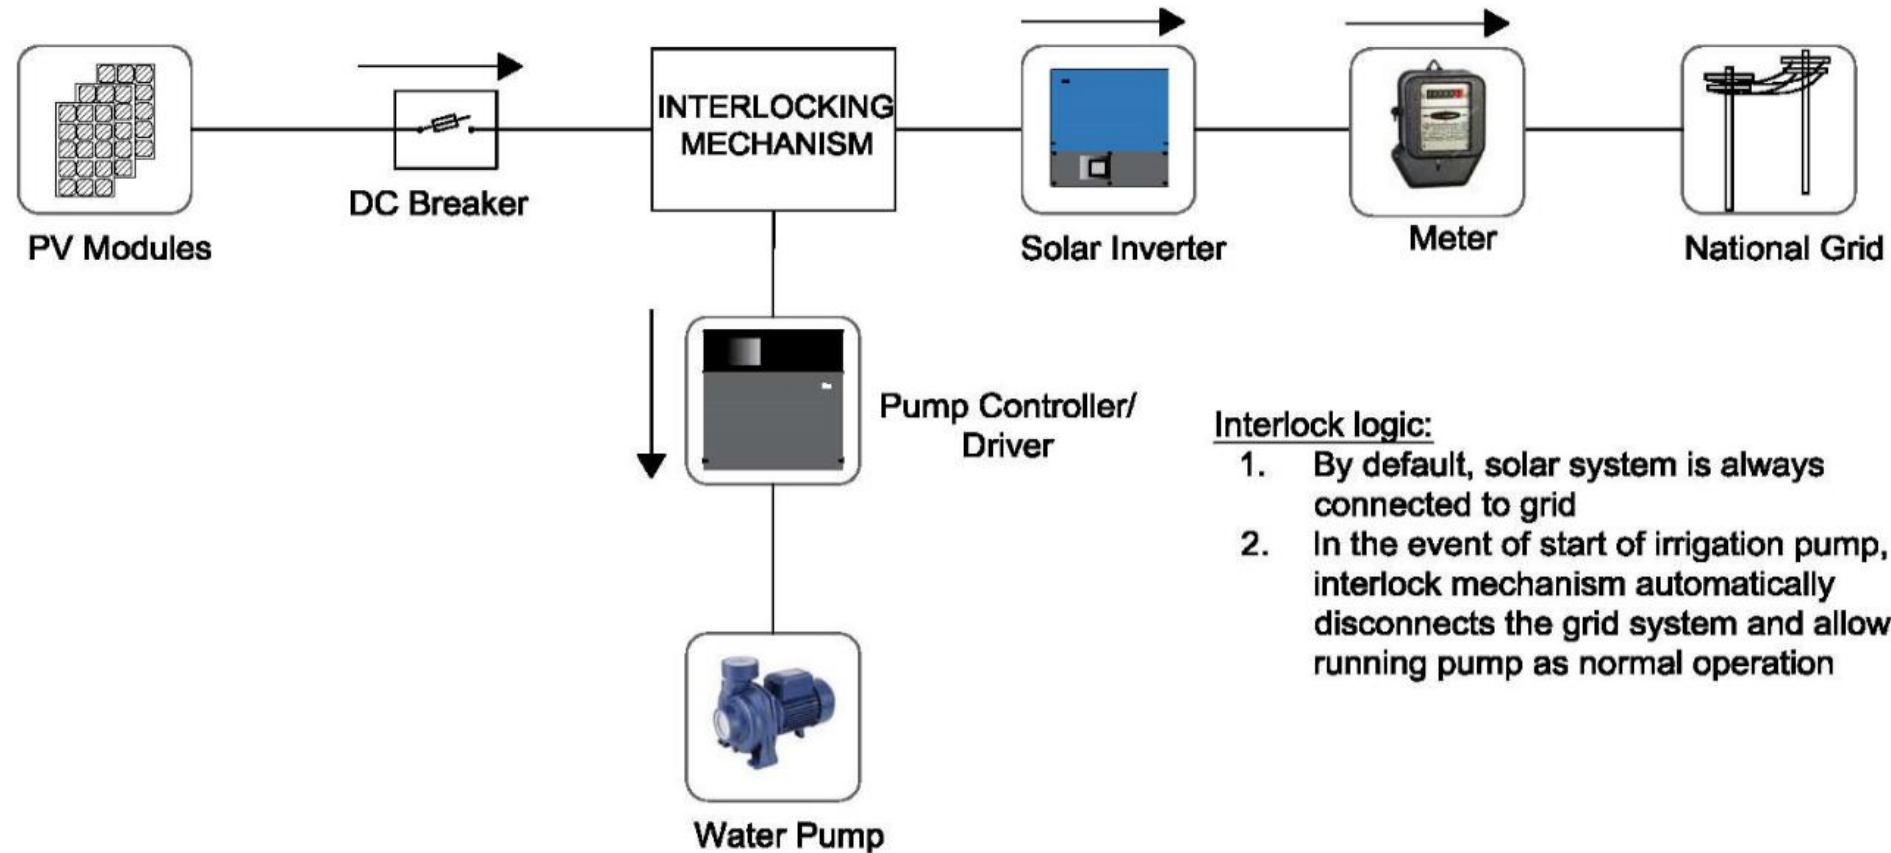 INTERLOCKING
MECHANISM
DC Breaker
PV Modules
Solar Inverter
Meter
National Grid
Pump Controller/
Driver
Interlock logic:
1. By default, solar system is always
connected to grid
2. In the event of start of irrigation pump,
interlock mechanism automatically
disconnects the grid system and allow
running pump as normal operation
Water Pump